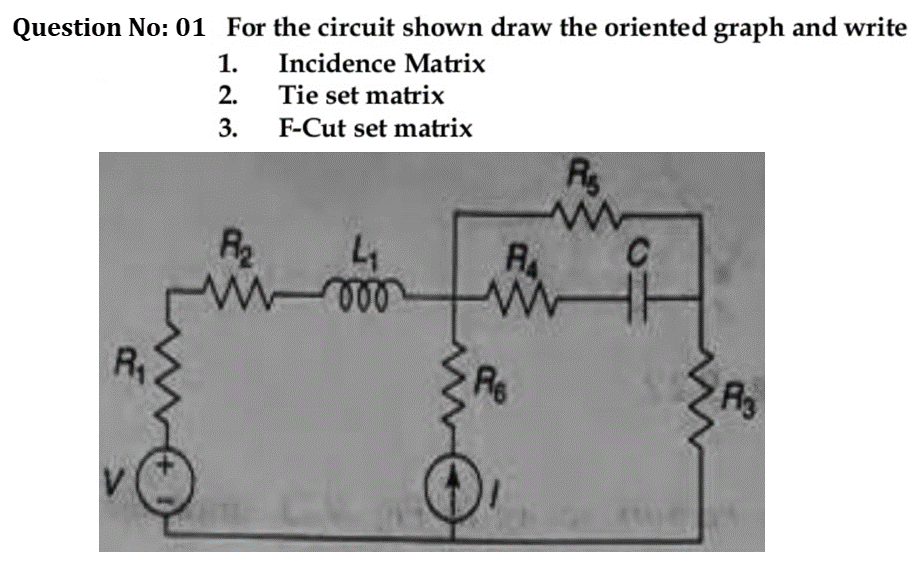 Question No: 01 For the circuit shown draw the oriented graph and write
1. Incidence Matrix
2. Tie set matrix
3. F-Cut set matrix
R5
R2 L1 R4 C
R1 R6 R3
V + - I